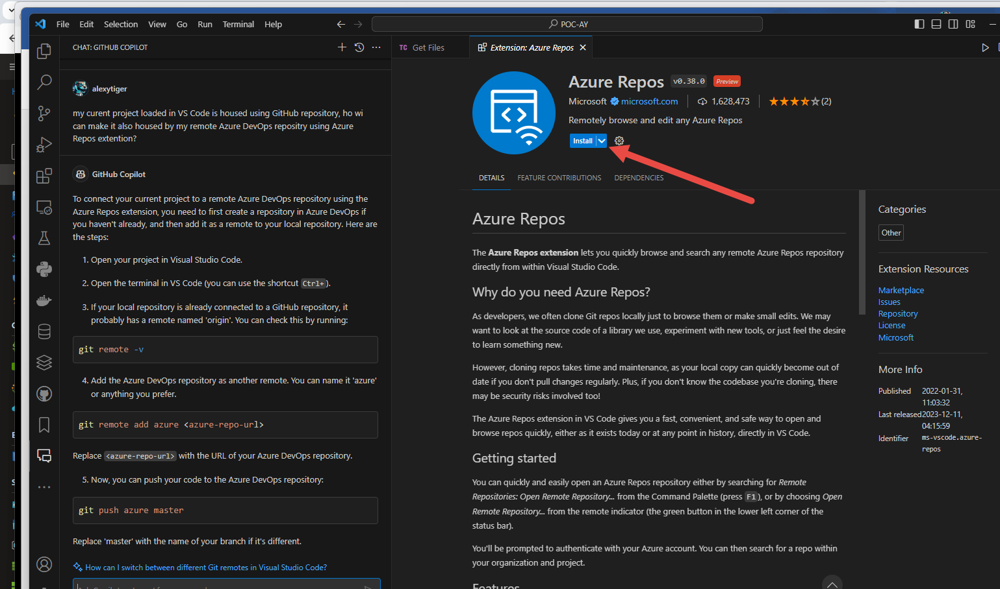 File Edit Selection View Go Run Terminal Help
POC-AY
CHAT: GITHUB COPILOT
alexytiger
my curent project loaded in VS Code is housed using GitHub repository, ho wi
can make it also housed by my remote Azure DevOps repositry using Azure
Repos extention?
GitHub Copilot
To connect your current project to a remote Azure DevOps repository using the
Azure Repos extension, you need to first create a repository in Azure DevOps if
you haven't already, and then add it as a remote to your local repository. Here are
the steps:
1. Open your project in Visual Studio Code.
2. Open the terminal in VS Code (you can use the shortcut Ctrl+).
3. If your local repository is already connected to a GitHub repository, it
probably has a remote named 'origin'. You can check this by running:
git remote -v
4. Add the Azure DevOps repository as another remote. You can name it 'azure'
or anything you prefer.
git remote add azure <azure-repo-url>
Replace <azure-repo-url> with the URL of your Azure DevOps repository.
5. Now, you can push your code to the Azure DevOps repository:
git push azure master
Replace 'master' with the name of your branch if it's different.
How can I switch between different Git remotes in Visual Studio Code?
TC Get Files
Extension: Azure Repos
Azure Repos v0.38.0 Preview
Microsoft microsoft.com 1,628,473 (2)
Remotely browse and edit any Azure Repos
Install
DETAILS FEATURE CONTRIBUTIONS DEPENDENCIES
Azure Repos
The Azure Repos extension lets you quickly browse and search any remote Azure Repos repository
directly from within Visual Studio Code.
Why do you need Azure Repos?
As developers, we often clone Git repos locally just to browse them or make small edits. We may
want to look at the source code of a library we use, experiment with new tools, or just feel the desire
to learn something new.
However, cloning repos takes time and maintenance, as your local copy can quickly become out of
date if you don't pull changes regularly. Plus, if you don't know the codebase you're cloning, there
may be security risks involved too!
The Azure Repos extension in VS Code gives you a fast, convenient, and safe way to open and
browse repos quickly, either as it exists today or at any point in history, directly in VS Code.
Getting started
You can quickly and easily open an Azure Repos repository either by searching for Remote
Repositories: Open Remote Repository... from the Command Palette (press F1), or by choosing Open
Remote Repository... from the remote indicator (the green button in the lower left corner of the
status bar).
You'll be prompted to authenticate with your Azure account. You can then search for a repo within
your organization and project.
Features
Categories
Other
Extension Resources
Marketplace
Issues
Repository
License
Microsoft
More Info
Published 2022-01-31,
11:03:32
Last released 2023-12-11,
04:15:59
Identifier ms-vscode.azure-
repos